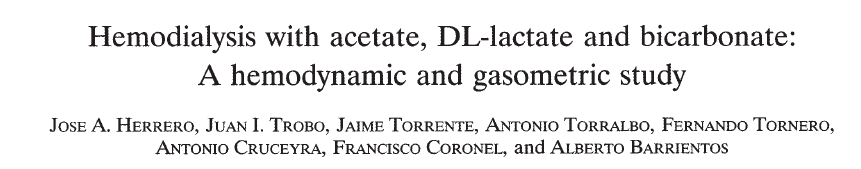 Hemodialysis with acetate, DL-lactate and bicarbonate:
A hemodynamic and gasometric study
JOSE A. HERRERO, JUAN I. TROBO, JAIME TORRENTE, ANTONIO TORRALBO, FERNANDO TORNERO,
ANTONIO CRUCEYRA, FRANCISCO CORONEL, and ALBERTO BARRIENTOS